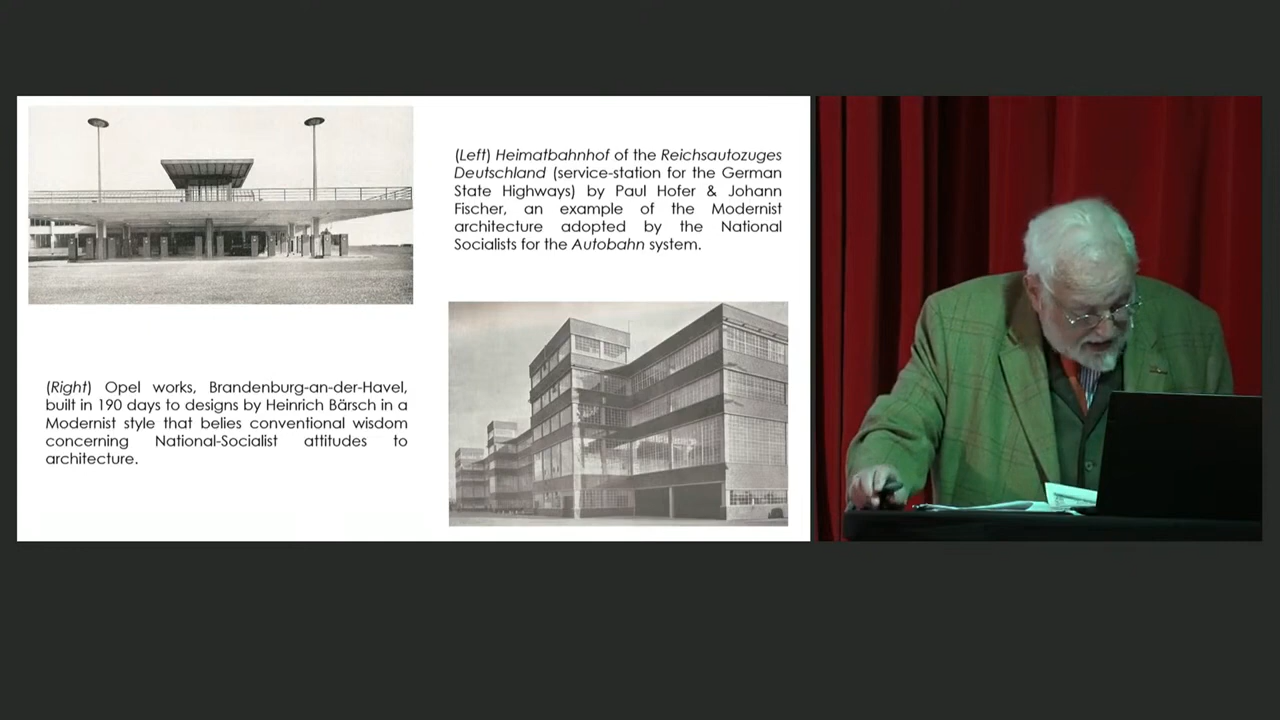 (Left) Heimatbahnhof of the Reichsautozuges
Deutschland (service-station for the German
State Highways) by Paul Hofer & Johann
Fischer, an example of the Modernist
architecture adopted by the National
Socialists for the Autobahn system.
(Right) Opel works, Brandenburg-an-der-Havel,
built in 190 days to designs by Heinrich Bärsch in a
Modernist style that belies conventional wisdom
concerning National-Socialist attitudes to
architecture.